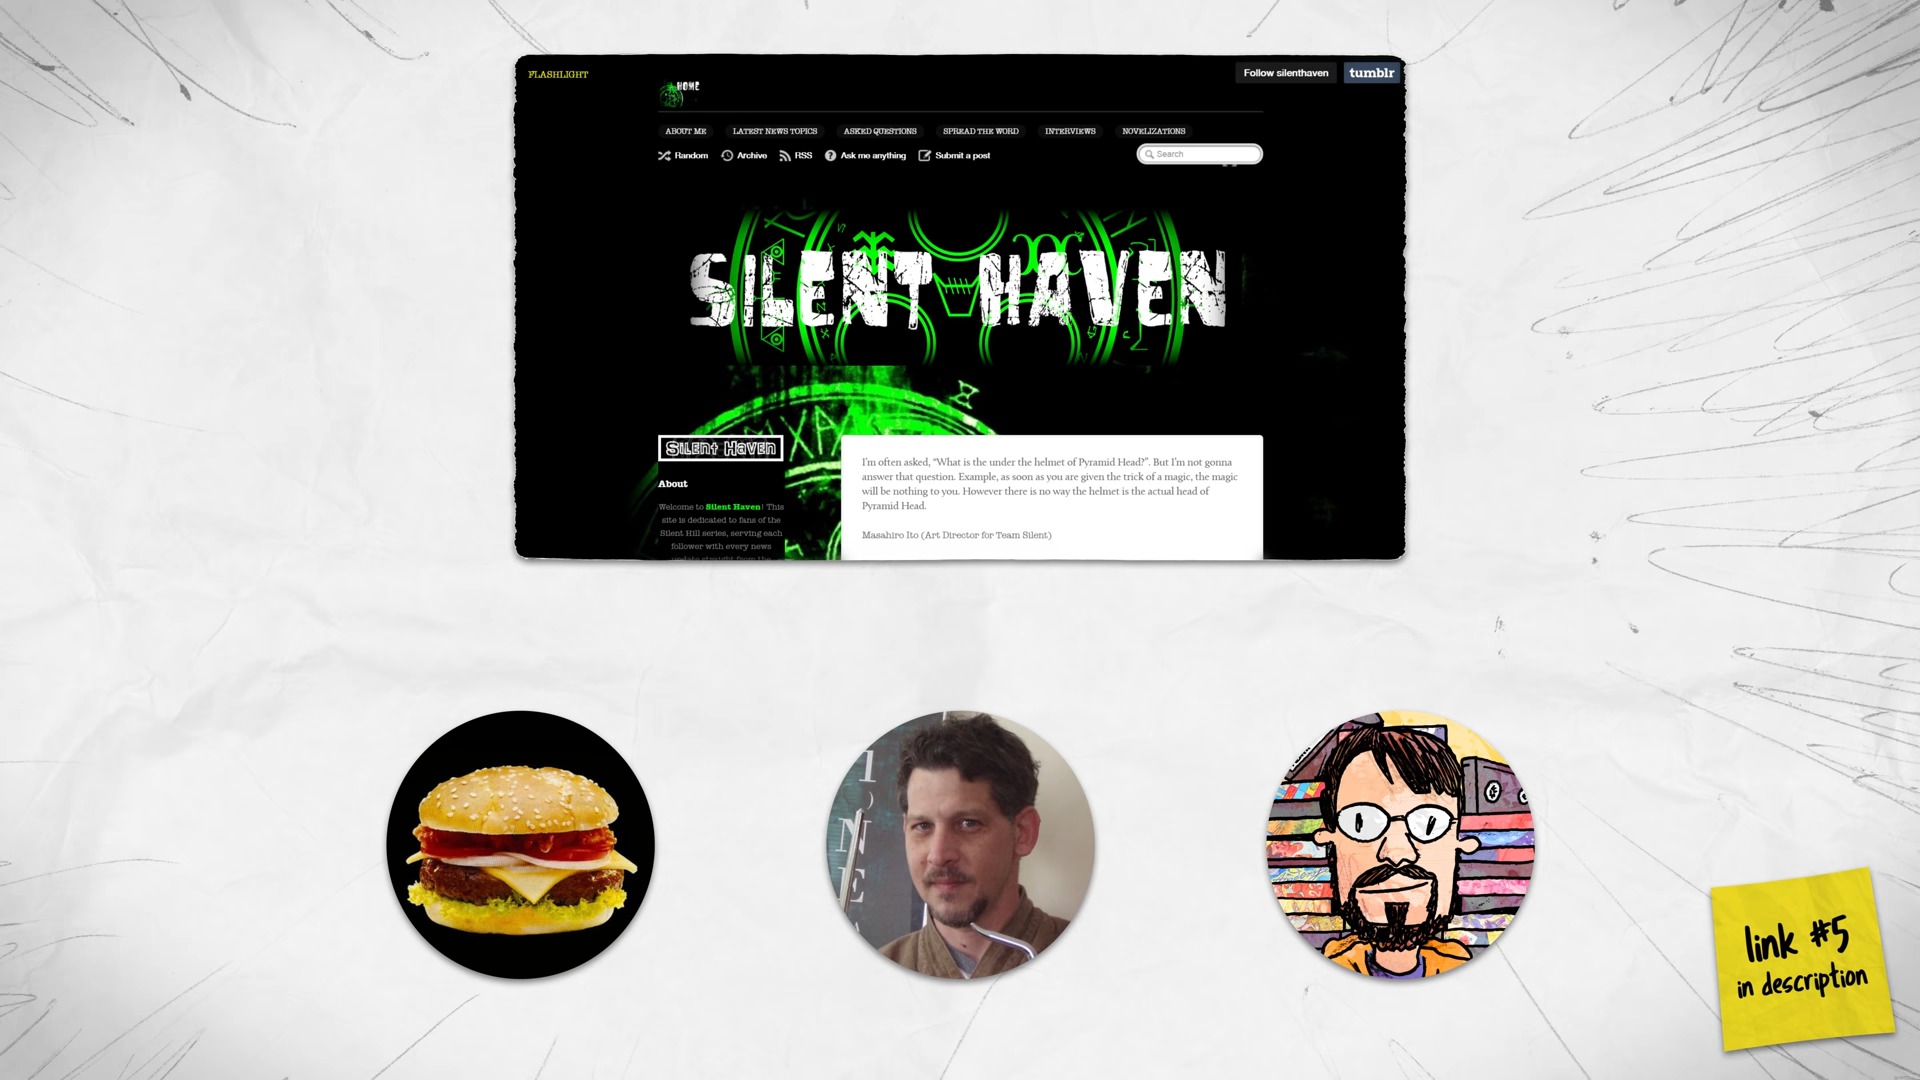 FLASHLIGHT
HOME
Follow silenthaven
tumblr
ABOUT ME LATEST NEWS TOPICS ASKED QUESTIONS SPREAD THE WORD INTERVIEWS NOVELIZATIONS
Random Archive RSS Ask me anything Submit a post
Search
SILENT HAVEN
Silent Haven
About
Welcome to Silent Haven! This
site is dedicated to fans of the
Silent Hill series, serving each
follower with every news
update straight from the
I'm often asked, “What is the under the helmet of Pyramid Head?”. But I'm not gonna
answer that question. Example, as soon as you are given the trick of a magic, the magic
will be nothing to you. However there is no way the helmet is the actual head of
Pyramid Head.
Masahiro Ito (Art Director for Team Silent)
link #5
in description